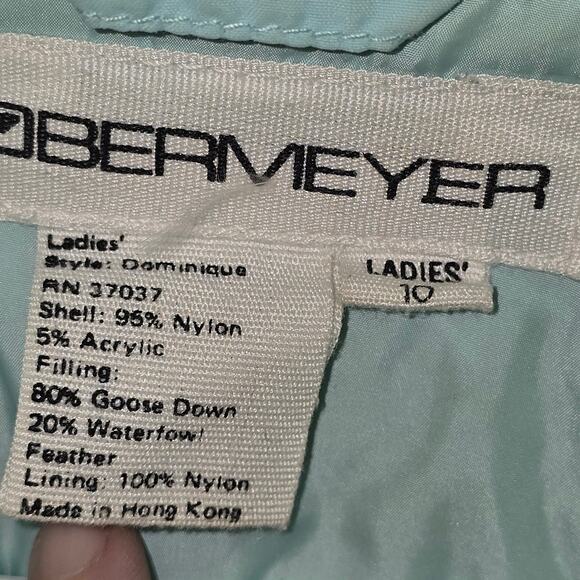 OBERMEYER
Ladies'
Style: Dominique
RN 37037
Shell: 95% Nylon
5% Acrylic
Filling:
80% Goose Down
20% Waterfowl
Feather
Lining: 100% Nylon
Made in Hong Kong
LADIES'
10